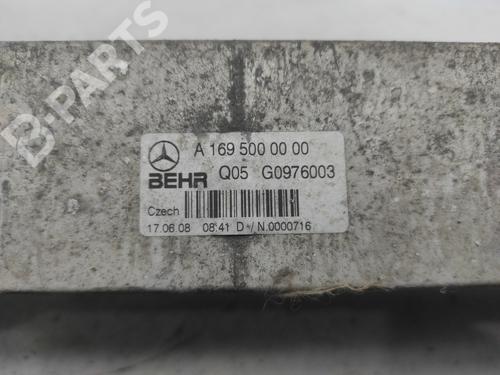 B-PARTS
A 169 500 00 00
BEHR Q05 G0976003
Czech
17.06.08 08:41 D / N.0000716